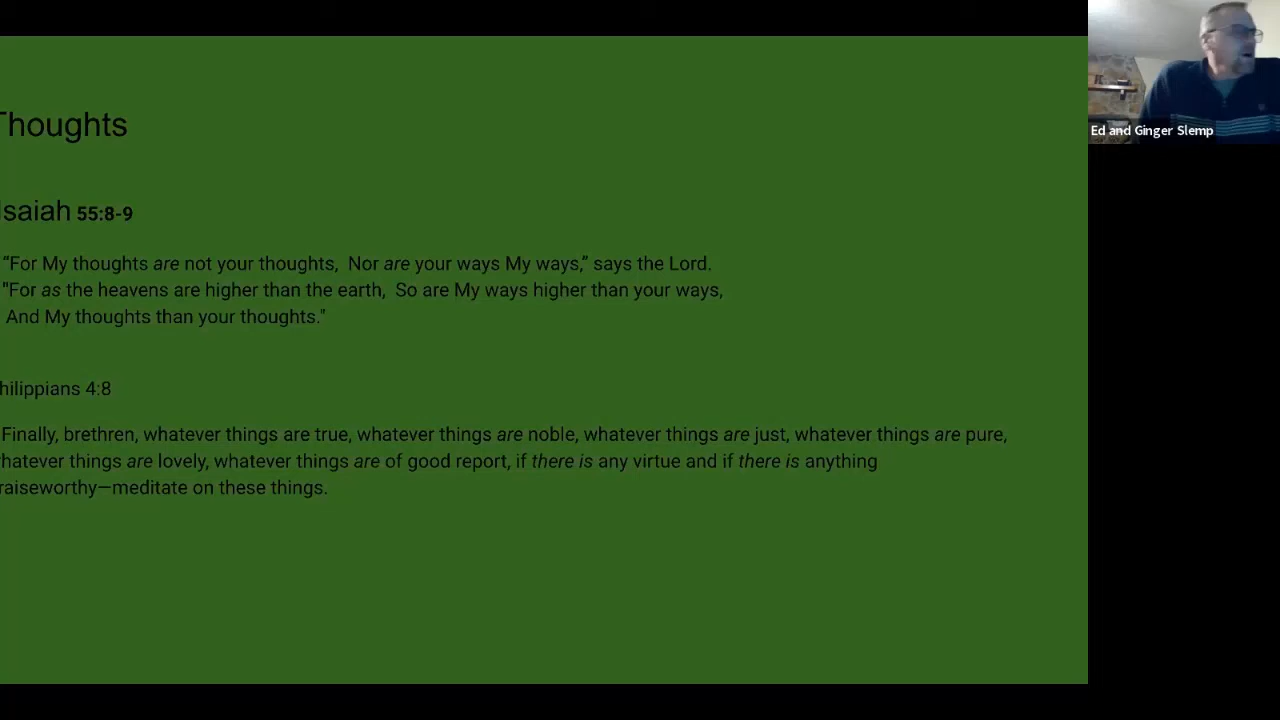 Thoughts
Isaiah 55:8-9
“For My thoughts are not your thoughts, Nor are your ways My ways,” says the Lord.
"For as the heavens are higher than the earth, So are My ways higher than your ways,
And My thoughts than your thoughts."
hilippians 4:8
Finally, brethren, whatever things are true, whatever things are noble, whatever things are just, whatever things are pure,
hatever things are lovely, whatever things are of good report, if there is any virtue and if there is anything
raiseworthy—meditate on these things.
Ed and Ginger Slemp